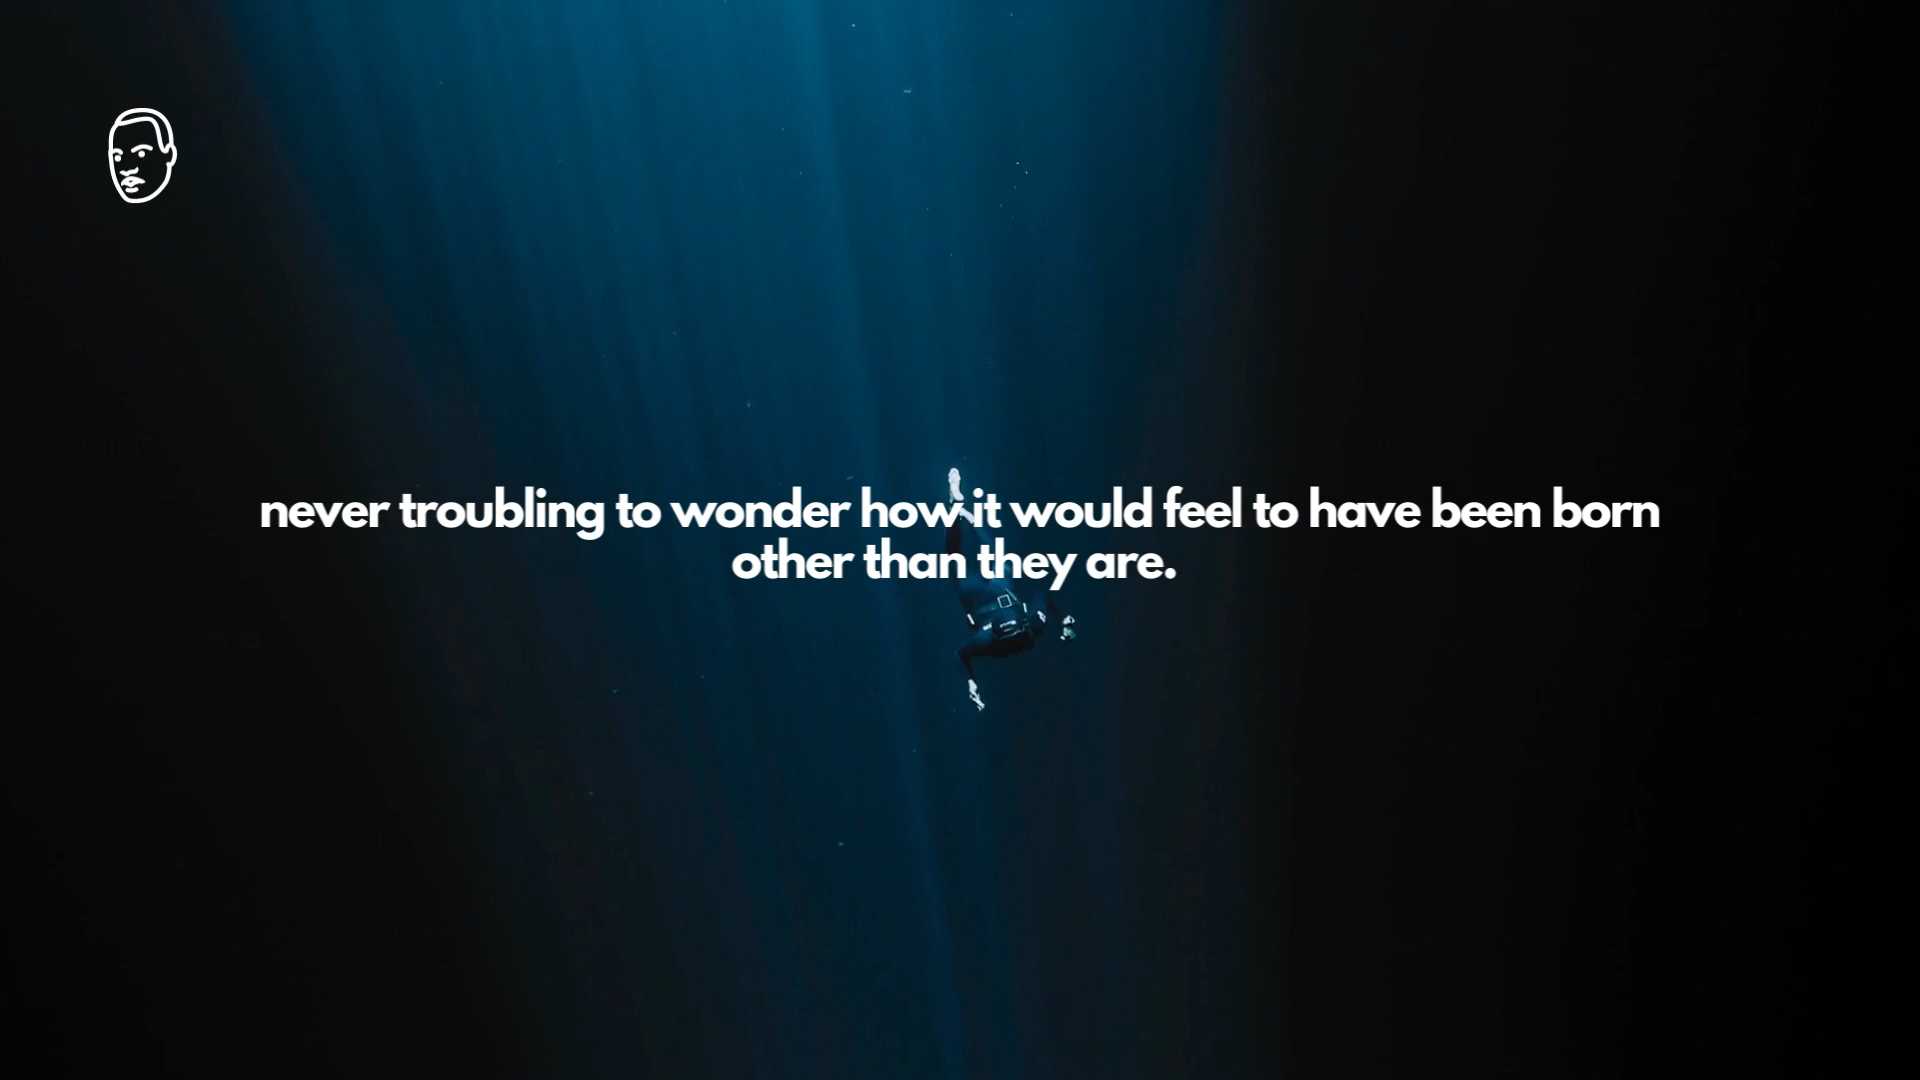 never troubling to wonder how it would feel to have been born
other than they are.